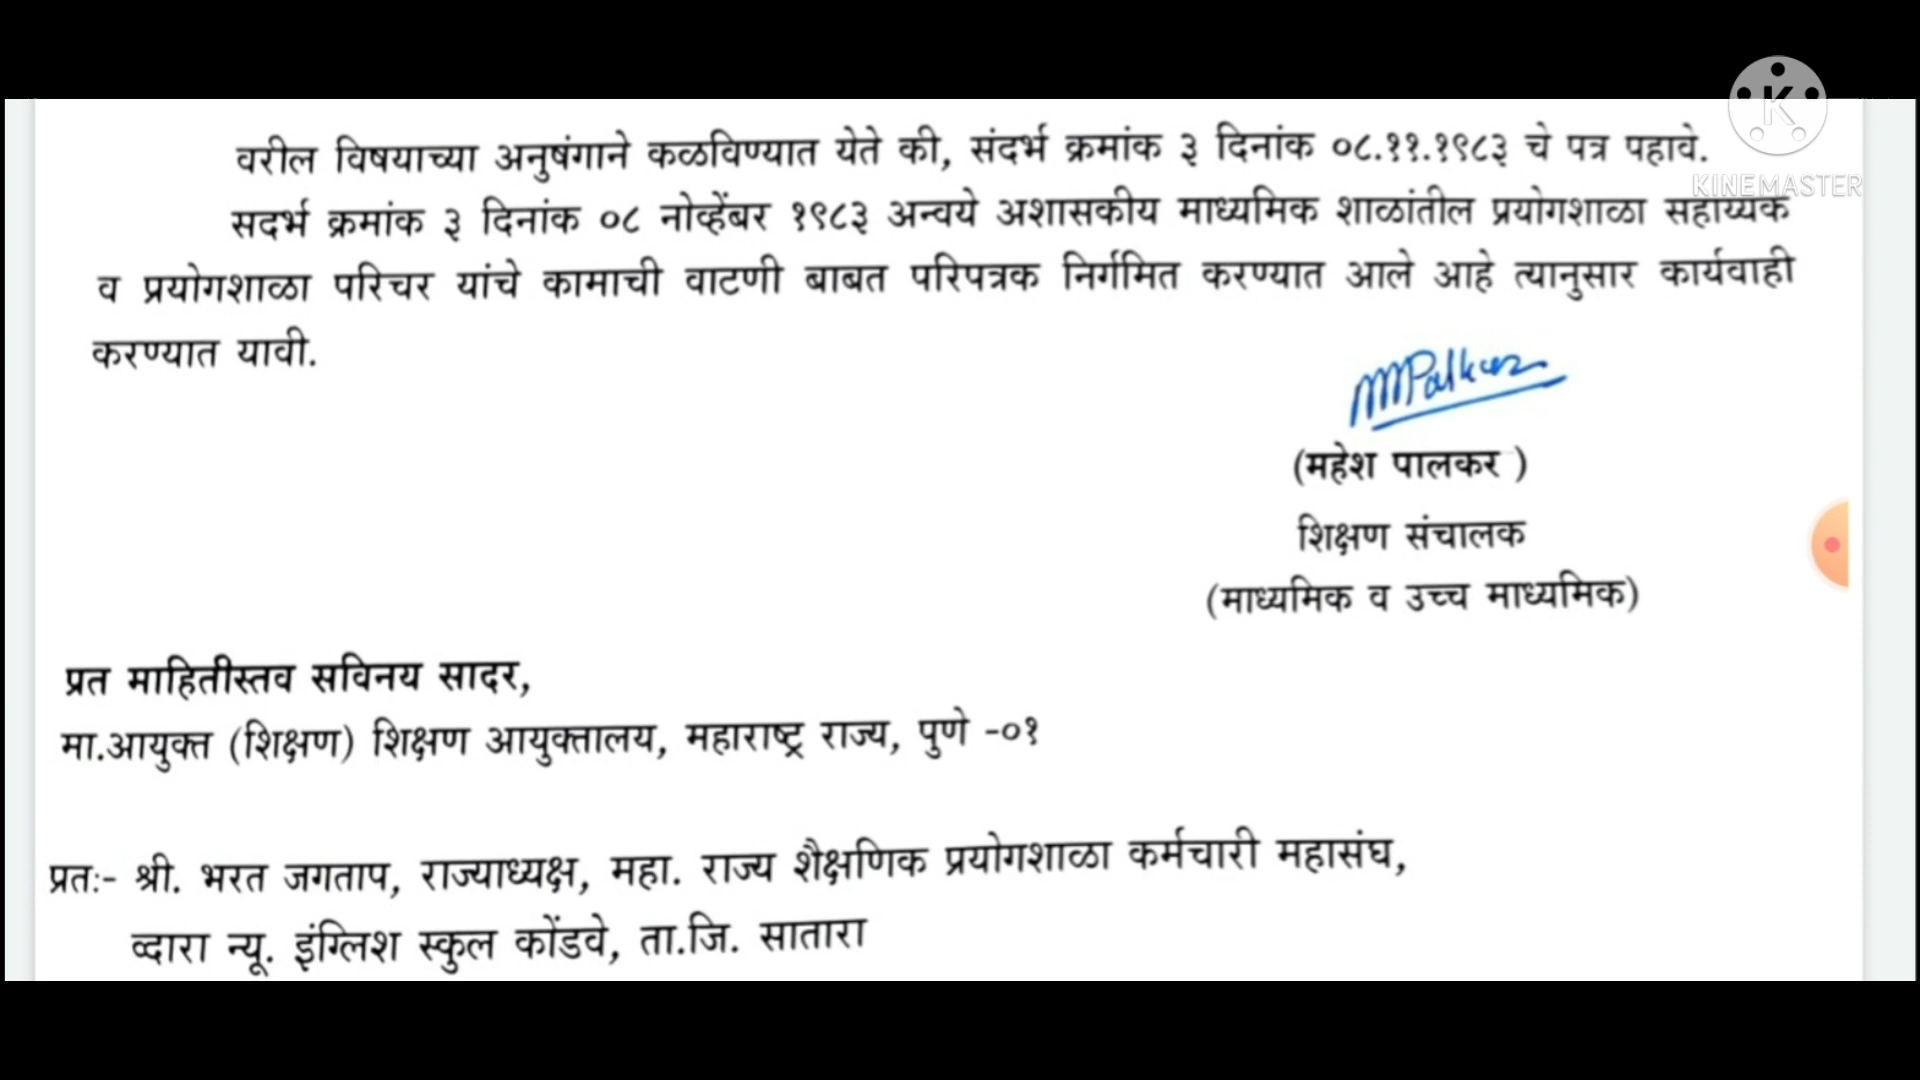 KINEMASTER
वरील विषयाच्या अनुषंगाने कळविण्यात येते की, संदर्भ क्रमांक ३ दिनांक ०८.११.१९८३ चे पत्र पहावे.
सदर्भ क्रमांक ३ दिनांक ०८ नोव्हेंबर १९८३ अन्वये अशासकीय माध्यमिक शाळांतील प्रयोगशाळा सहाय्यक
व प्रयोगशाळा परिचर यांचे कामाची वाटणी बाबत परिपत्रक निर्गमित करण्यात आले आहे त्यानुसार कार्यवाही
करण्यात यावी.
MPalkar
(महेश पालकर )
शिक्षण संचालक
(माध्यमिक व उच्च माध्यमिक)
प्रत माहितीस्तव सविनय सादर,
मा.आयुक्त (शिक्षण) शिक्षण आयुक्तालय, महाराष्ट्र राज्य, पुणे -०१
प्रतः- श्री. भरत जगताप, राज्याध्यक्ष, महा. राज्य शैक्षणिक प्रयोगशाळा कर्मचारी महासंघ,
व्दारा न्यू. इंग्लिश स्कुल कोंडवे, ता.जि. सातारा